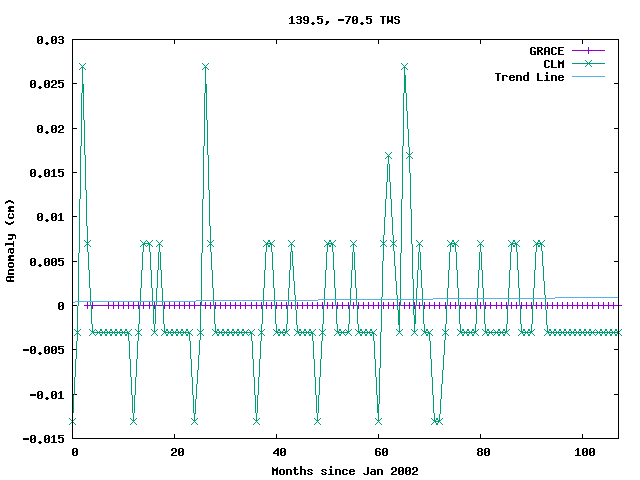 139.5, -70.5 TWS
0.03
0.025
0.02
0.015
0.01
0.005
0
-0.005
-0.01
-0.015
Anomaly (cm)
GRACE
CLM
Trend Line
0 20 40 60 80 100
Months since Jan 2002